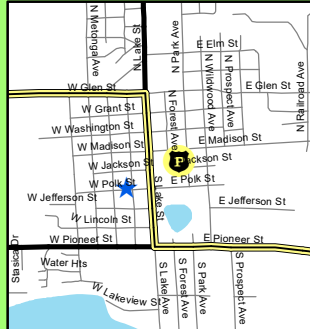 N Metonga Ave
N Lake St
N Park Ave
E Elm St
N Wildwood Ave
N Prospect Ave
E Glen St
N Railroad Ave
W Glen St
W Grant St
N Forest Ave
W Washington St
W Madison St
E Madison St
W Jackson St
P
ckson St
W Polk St
E Polk St
W Jefferson St
S Lake St
E Jefferson St
W Lincoln St
W Pioneer St
E Pioneer St
Stasica Dr
Water Hts
W Lakeview St
S Lake Ave
S Forest Ave
S Park Ave
S Prospect Ave